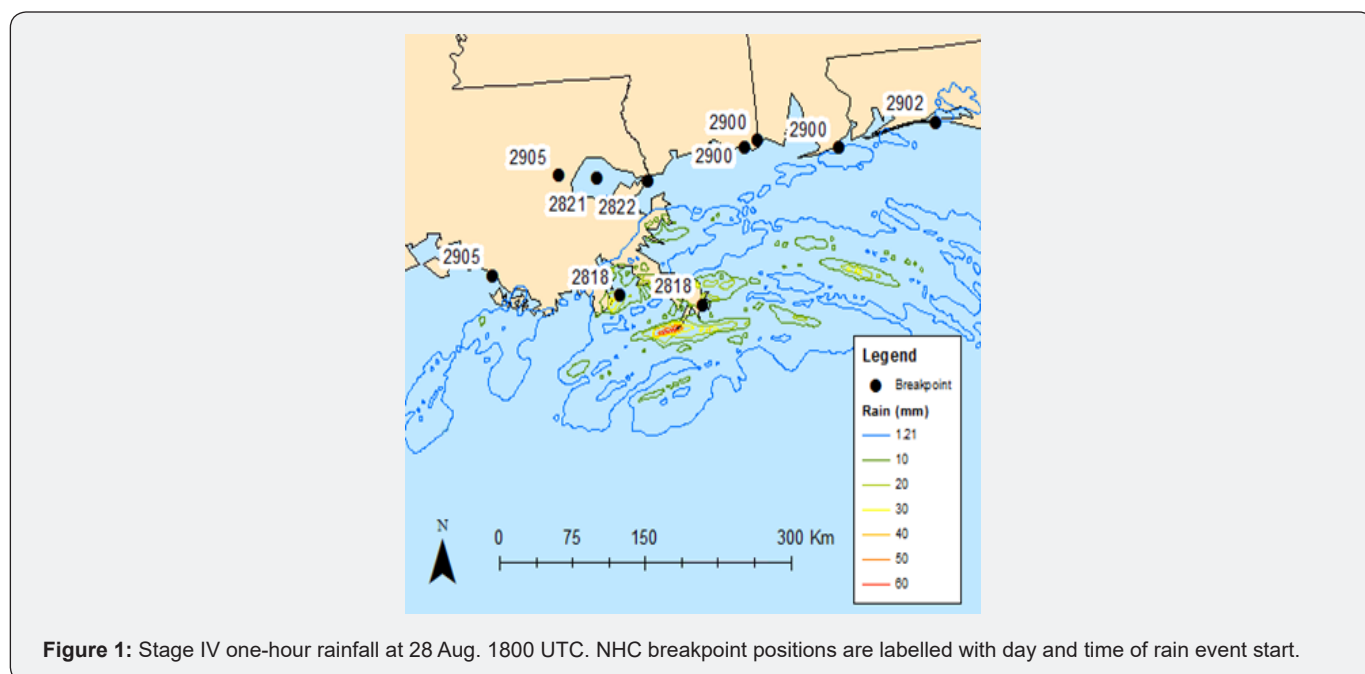 2902
2900
2900
2900
2905
2821
2822
2905
2818
2818
Legend
Breakpoint
Rain (mm)
1.21
10
20
30
40
50
60
N
0 75 150 300 Km
Figure 1: Stage IV one-hour rainfall at 28 Aug. 1800 UTC. NHC breakpoint positions are labelled with day and time of rain event start.